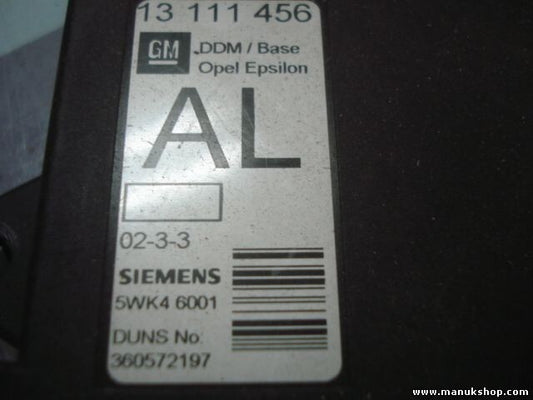 13 111 456
GM DDM / Base
Opel Epsilon
AL
02-3-3
SIEMENS
5WK4 6001
DUNS No:
360572197
www.manukshop.com